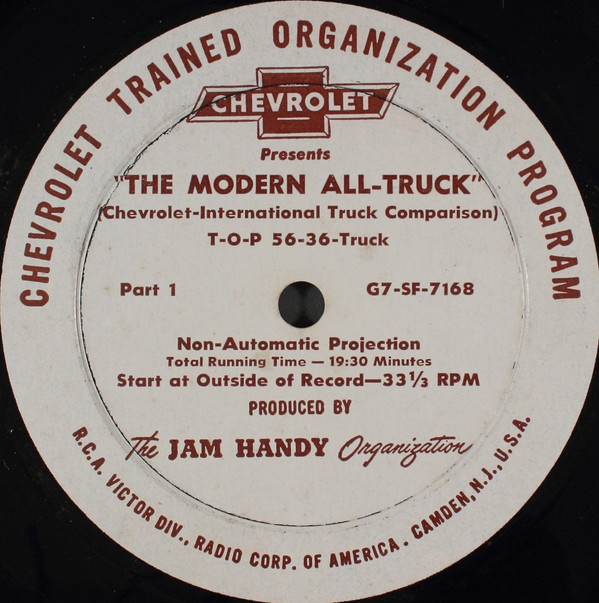 CHEVROLET TRAINED ORGANIZATION PROGRAM
CHEVROLET
Presents
"THE MODERN ALL-TRUCK"
(Chevrolet-International Truck Comparison)
T-O-P 56-36-Truck
Part 1 G7-SF-7168
Non-Automatic Projection
Total Running Time — 19:30 Minutes
Start at Outside of Record—33⅓ RPM
PRODUCED BY
The JAM HANDY Organization
R.C.A. VICTOR DIV., RADIO CORP. OF AMERICA. CAMDEN, N.J., U.S.A.